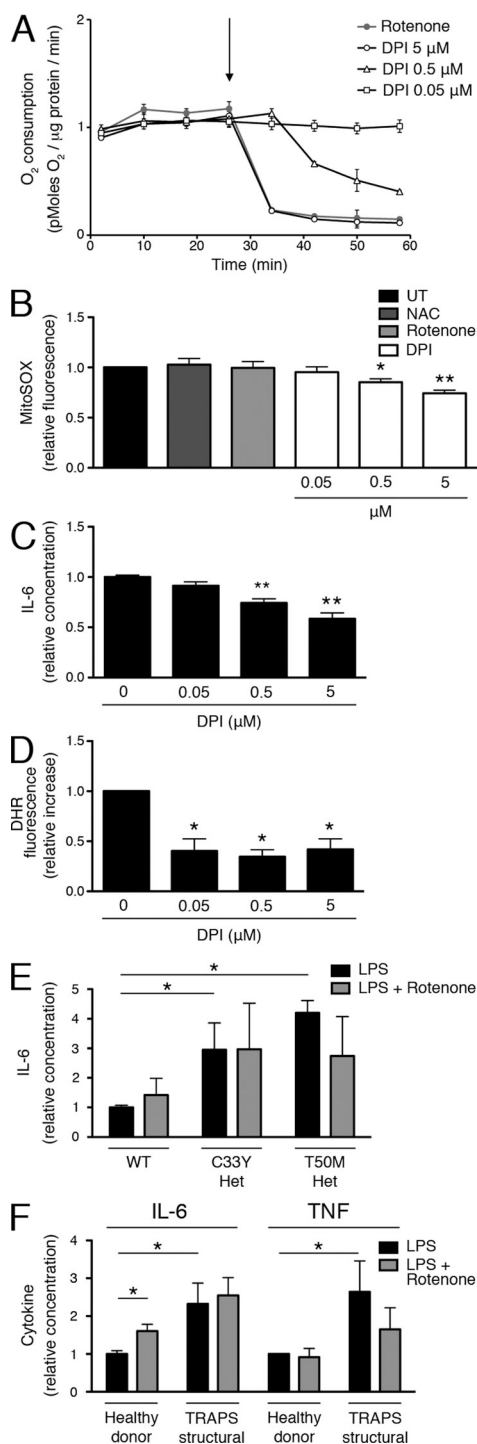 A
O₂ consumption
(pMoles O₂ / µg protein / min)
2
1
0
0 10 20 30 40 50 60
Time (min)
Rotenone
DPI 5 µM
DPI 0.5 µM
DPI 0.05 µM
B
MitoSOX
(relative fluorescence)
1.5
1.0
0.5
0.0
UT
NAC
Rotenone
DPI
* **
0.05 0.5 5
µM
C
IL-6
(relative concentration)
1.5
1.0
0.5
0.0
** **
0 0.05 0.5 5
DPI (µM)
D
DHR
fluorescence
(relative increase)
1.5
1.0
0.5
0.0
* * *
0 0.05 0.5 5
DPI (µM)
E
IL-6
(relative concentration)
5
4
3
2
1
0
LPS
LPS + Rotenone
*
*
WT C33Y Het T50M Het
F
IL-6 TNF
Cytokine
(relative concentration)
4
3
2
1
0
LPS
LPS +
Rotenone
* * *
Healthy donor TRAPS structural Healthy donor TRAPS structural